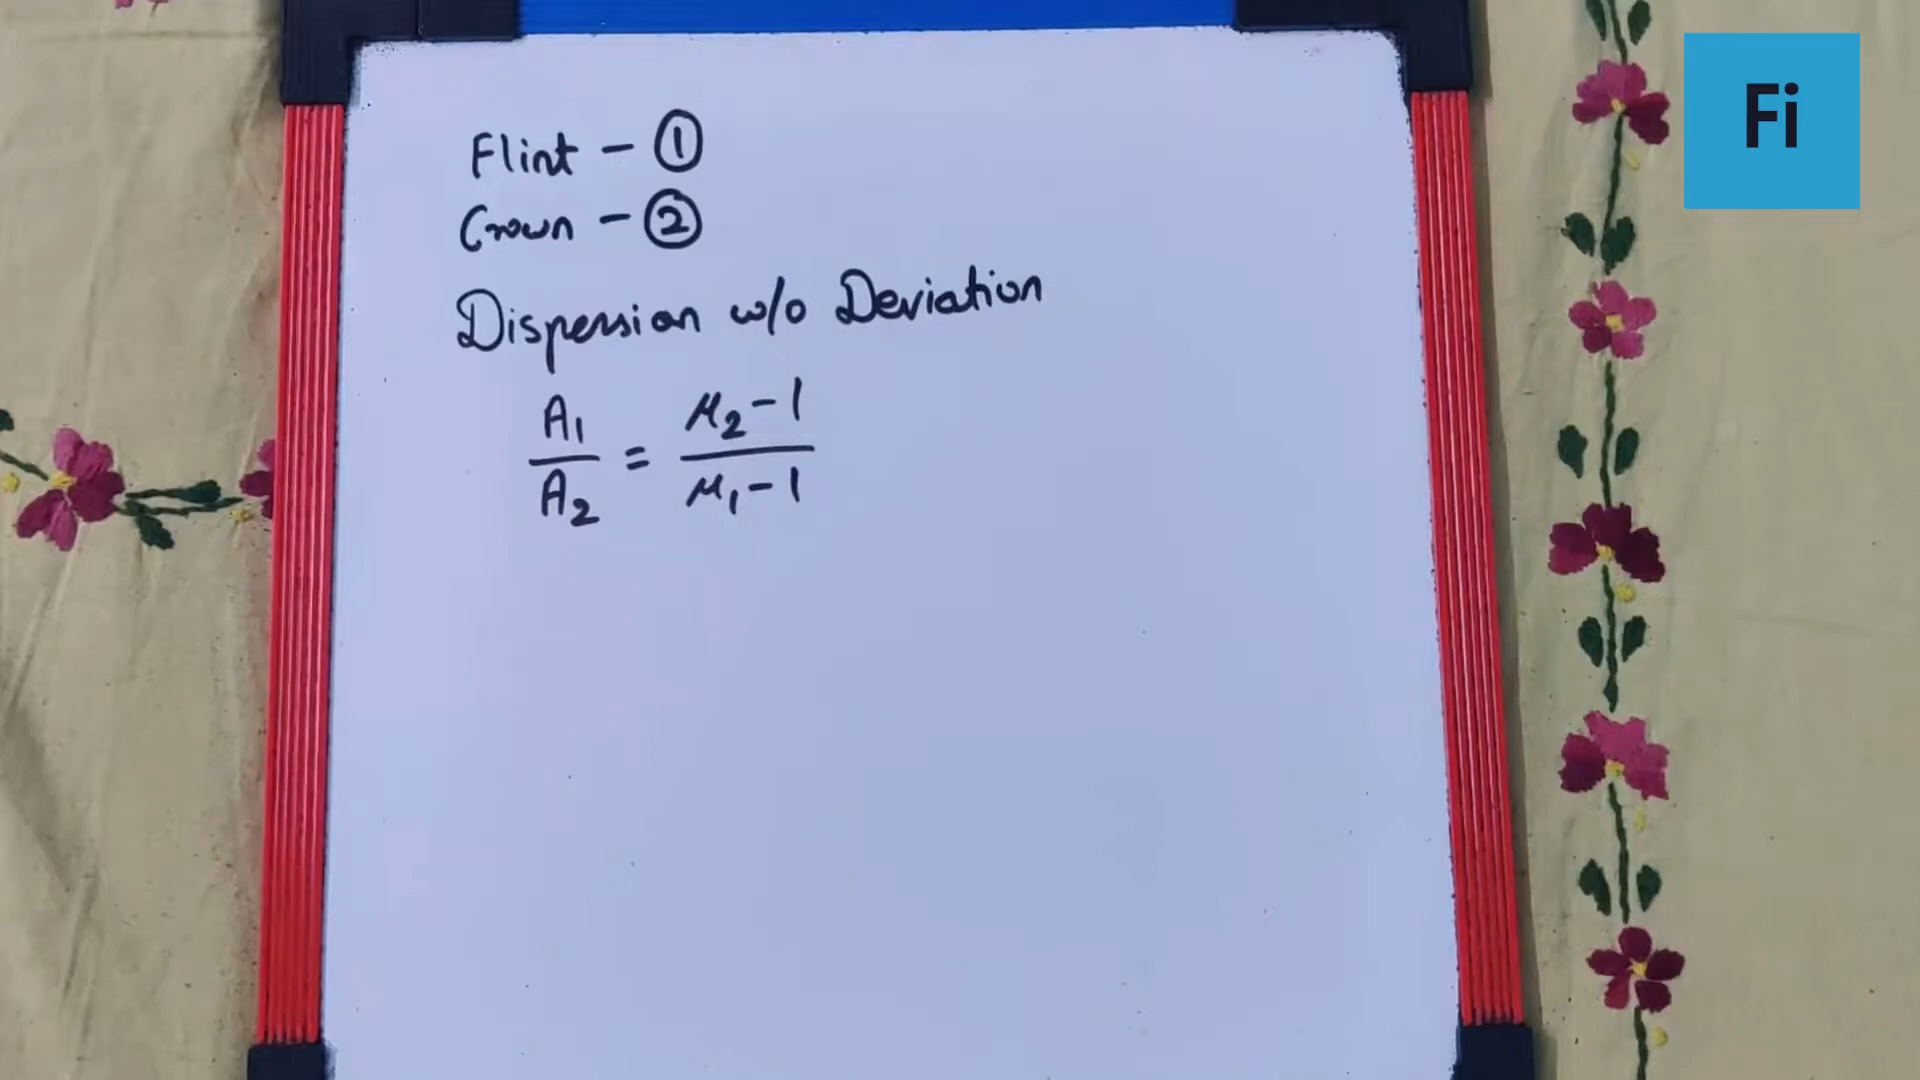 Fi
Flint - ①
Crown - ②
Dispersion w/o Deviation
A₁/A₂ = μ₂-1/μ₁-1